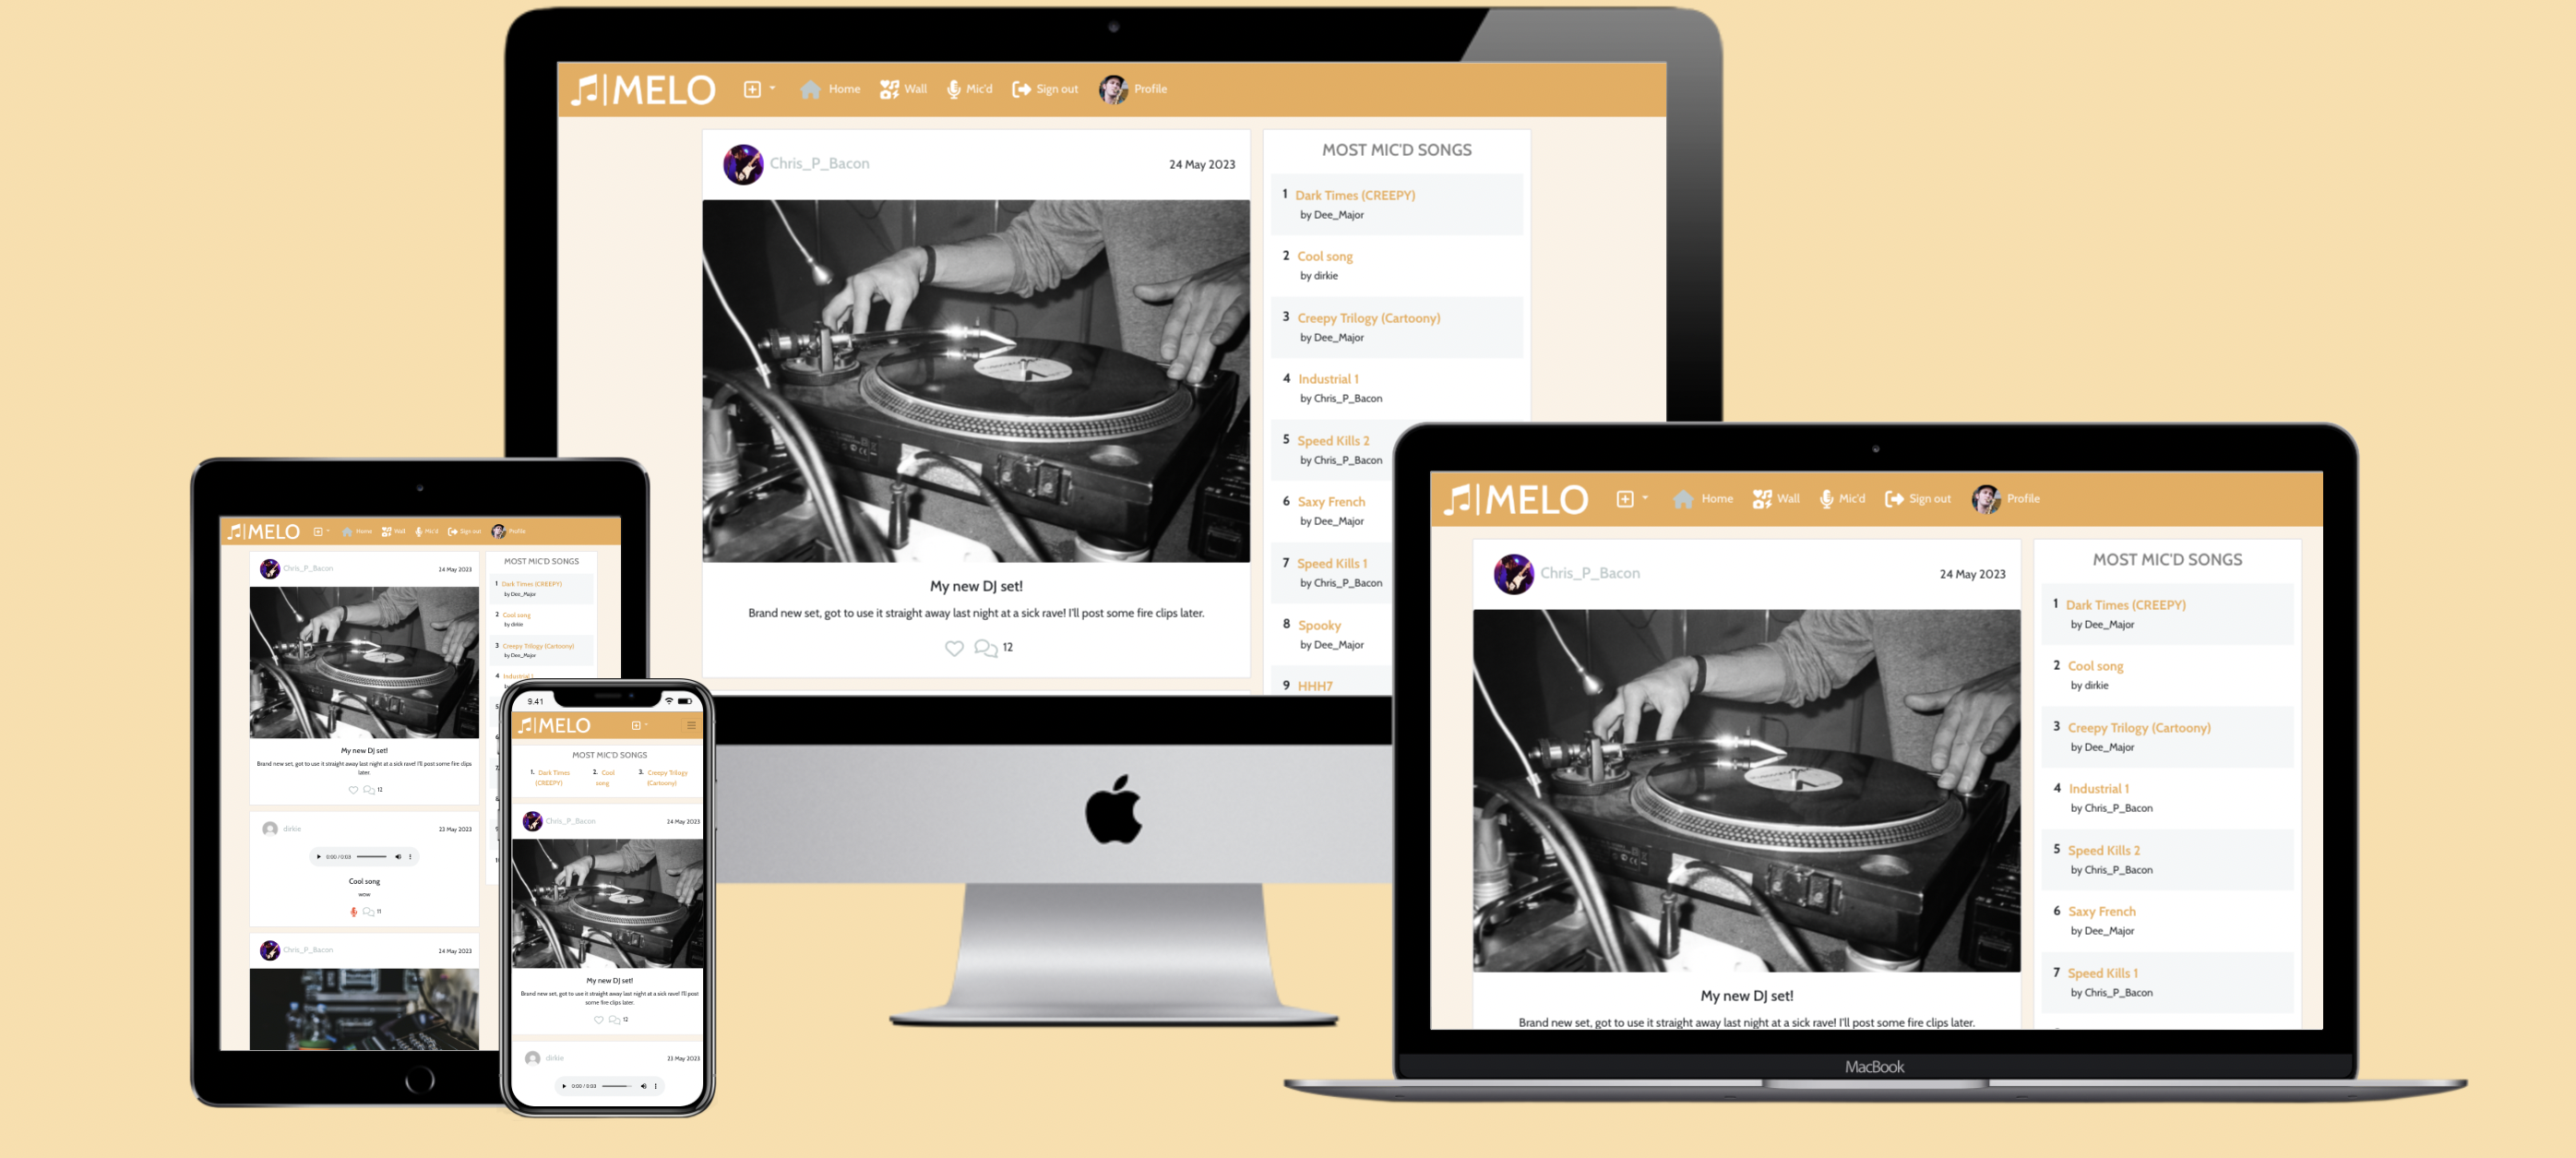 MELO
Home Wall Mic'd Sign out Profile
Chris_P_Bacon 24 May 2023
My new DJ set!
Brand new set, got to use it straight away last night at a sick rave! I'll post some fire clips later.
12
MOST MIC'D SONGS
1 Dark Times (CREEPY)
by Dee_Major
2 Cool song
by dirkie
3 Creepy Trilogy (Cartoony)
by Dee_Major
4 Industrial 1
by Chris_P_Bacon
5 Speed Kills 2
by Chris_P_Bacon
6 Saxy French
by Dee_Major
7 Speed Kills 1
by Chris_P_Bacon
8 Spooky
by Dee_Major
9 HHH7
MELO
Home Wall Mic'd Sign out Profile
Chris_P_Bacon 24 May 2023
My new DJ set!
Brand new set, got to use it straight away last night at a sick rave! I'll post some fire clips
later.
12
dirkie 23 May 2023
0:00 / 0:03
Cool song
wow
11
Chris_P_Bacon 24 May 2023
MOST MIC'D SONGS
1 Dark Times (CREEPY)
by Dee_Major
2 Cool song
by dirkie
3 Creepy Trilogy (Cartoony)
by Dee_Major
4 Industrial 1
9:41
MELO
MOST MIC'D SONGS
1. Dark Times 2. Cool 3. Creepy Trilogy
(CREEPY) song (Cartoony)
Chris_P_Bacon 24 May 2023
My new DJ set!
Brand new set, got to use it straight away last night at a sick rave! I'll post
some fire clips later.
12
dirkie 23 May 2023
0:00 / 0:03
MELO
Home Wall Mic'd Sign out Profile
Chris_P_Bacon 24 May 2023
My new DJ set!
Brand new set, got to use it straight away last night at a sick rave! I'll post some fire clips later.
MOST MIC'D SONGS
1 Dark Times (CREEPY)
by Dee_Major
2 Cool song
by dirkie
3 Creepy Trilogy (Cartoony)
by Dee_Major
4 Industrial 1
by Chris_P_Bacon
5 Speed Kills 2
by Chris_P_Bacon
6 Saxy French
by Dee_Major
7 Speed Kills 1
by Chris_P_Bacon
MacBook